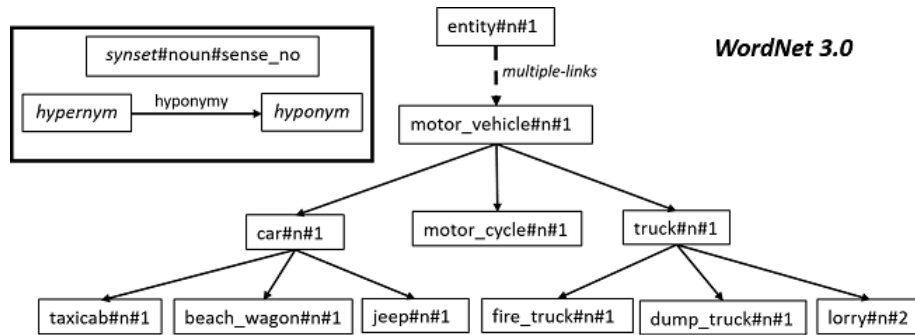 entity#n#1
WordNet 3.0
synset#noun#sense_no
multiple-links
hyponymy
hypernym
hyponym
motor_vehicle#n#1
car#n#1
motor_cycle#n#1
truck#n#1
taxicab#n#1
beach_wagon#n#1
jeep#n#1
fire_truck#n#1
dump_truck#n#1
lorry#n#2